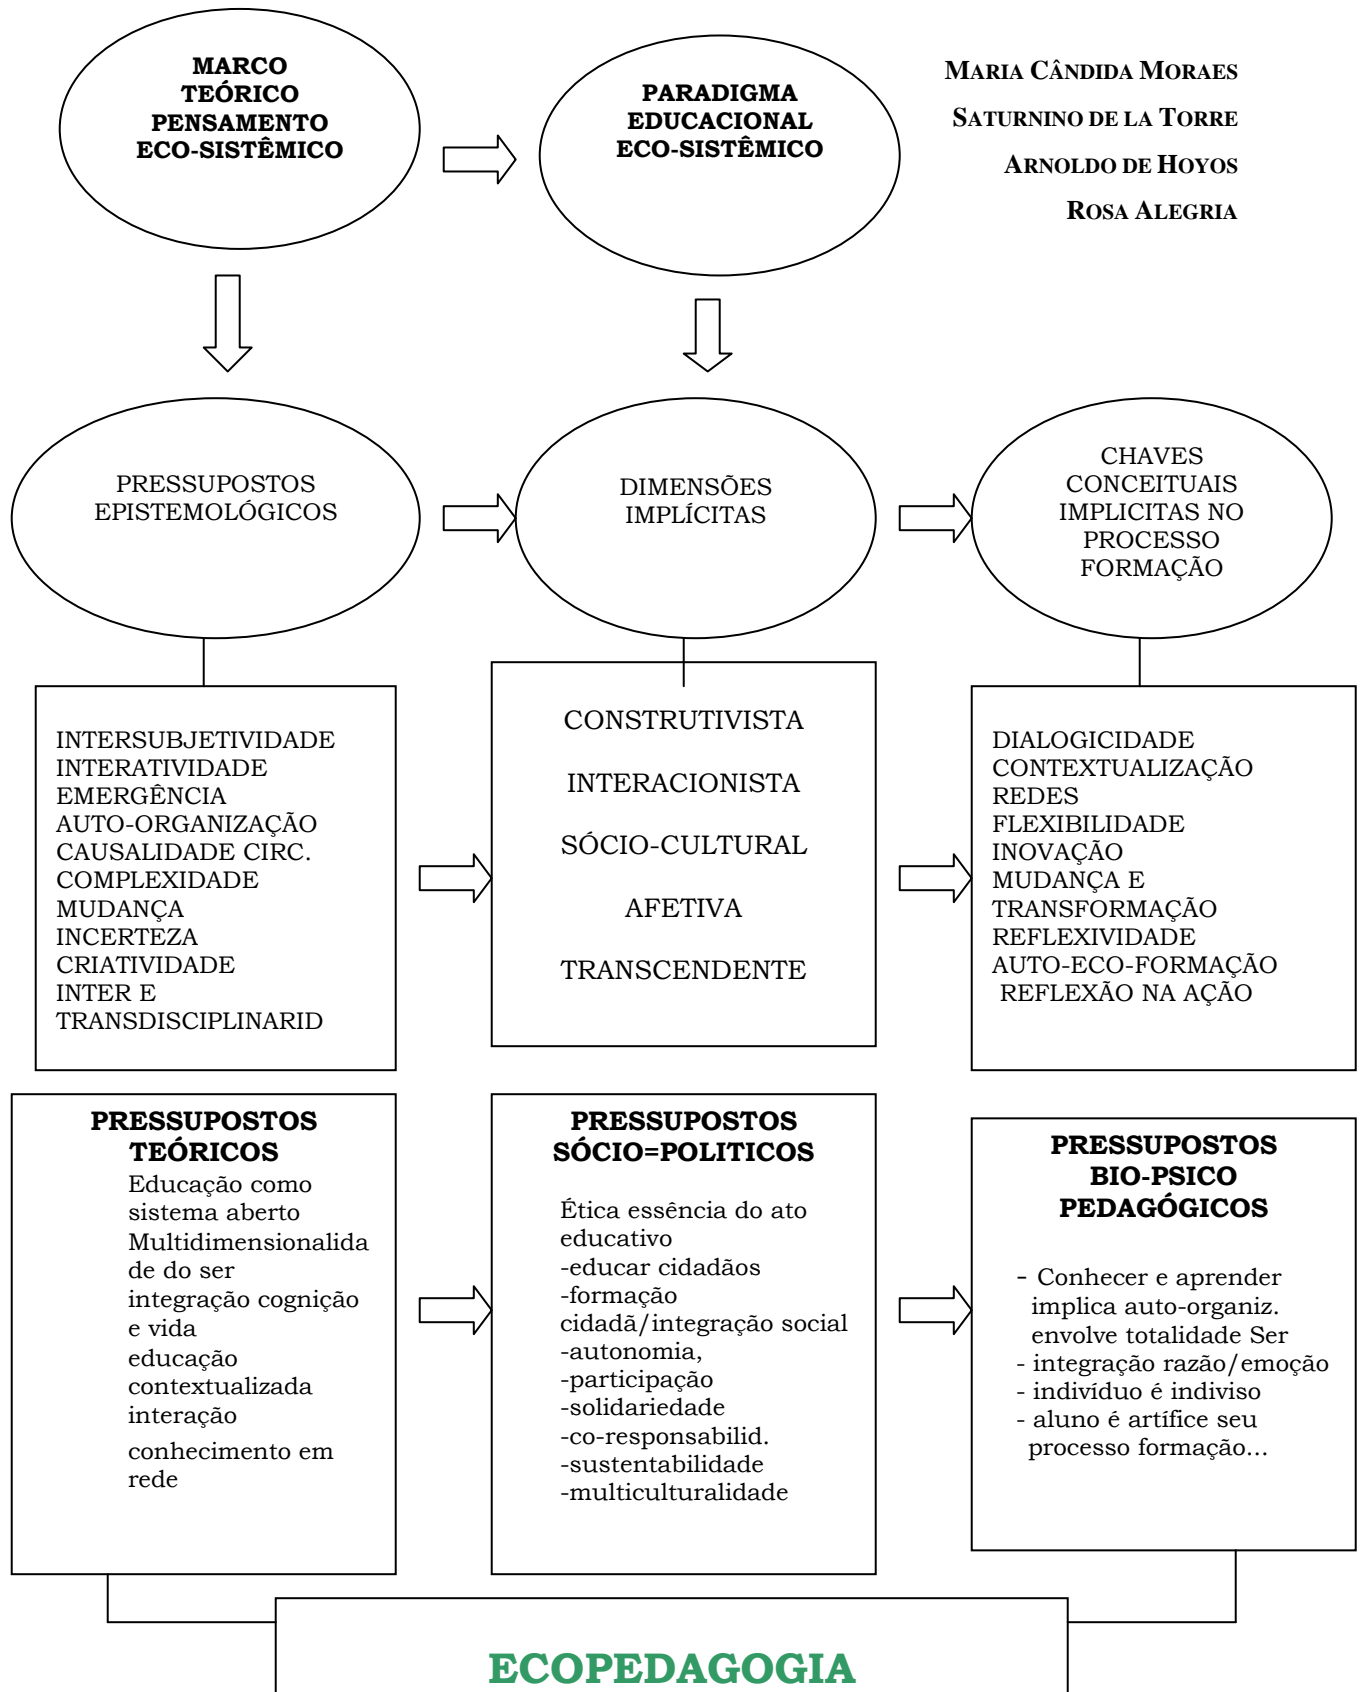 MARCO
TEÓRICO
PENSAMENTO
ECO-SISTÊMICO
PARADIGMA
EDUCACIONAL
ECO-SISTÊMICO
MARIA CÂNDIDA MORAES
SATURNINO DE LA TORRE
ARNOLDO DE HOYOS
ROSA ALEGRIA
PRESSUPOSTOS
EPISTEMOLÓGICOS
DIMENSÕES
IMPLÍCITAS
CHAVES
CONCEITUAIS
IMPLICITAS NO
PROCESSO
FORMAÇÃO
INTERSUBJETIVIDADE
INTERATIVIDADE
EMERGÊNCIA
AUTO-ORGANIZAÇÃO
CAUSALIDADE CIRC.
COMPLEXIDADE
MUDANÇA
INCERTEZA
CRIATIVIDADE
INTER E
TRANSDISCIPLINARID
CONSTRUTIVISTA
INTERACIONISTA
SÓCIO-CULTURAL
AFETIVA
TRANSCENDENTE
DIALOGICIDADE
CONTEXTUALIZAÇÃO
REDES
FLEXIBILIDADE
INOVAÇÃO
MUDANÇA E
TRANSFORMAÇÃO
REFLEXIVIDADE
AUTO-ECO-FORMAÇÃO
REFLEXÃO NA AÇÃO
PRESSUPOSTOS
TEÓRICOS
Educação como
sistema aberto
Multidimensionalida
de do ser
integração cognição
e vida
educação
contextualizada
interação
conhecimento em
rede
PRESSUPOSTOS
SÓCIO=POLITICOS
Ética essência do ato
educativo
-educar cidadãos
-formação
cidadã/integração social
-autonomia,
-participação
-solidariedade
-co-responsabilid.
-sustentabilidade
-multiculturalidade
PRESSUPOSTOS
BIO-PSICO
PEDAGÓGICOS
- Conhecer e aprender
implica auto-organiz.
envolve totalidade Ser
- integração razão/emoção
- indivíduo é indiviso
- aluno é artífice seu
processo formação...
ECOPEDAGOGIA